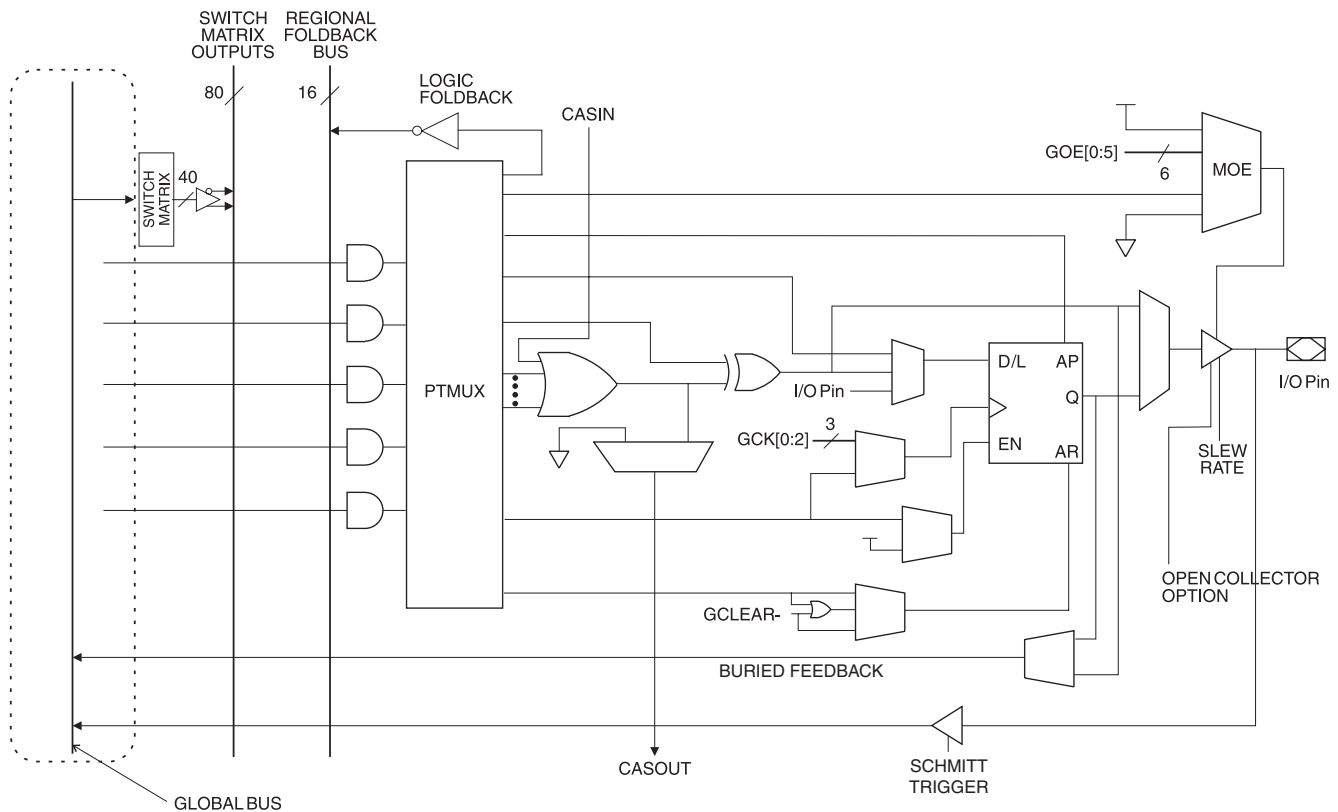 SWITCH
MATRIX
OUTPUTS
REGIONAL
FOLDBACK
BUS
80
16
LOGIC
FOLDBACK
CASIN
GOE[0:5]
6
MOE
SWITCH
MATRIX
40
PTMUX
D/L
AP
Q
EN
AR
I/O Pin
I/O Pin
GCK[0:2]
3
SLEW
RATE
OPEN COLLECTOR
OPTION
GCLEAR-
BURIED FEEDBACK
CASOUT
SCHMITT
TRIGGER
GLOBAL BUS